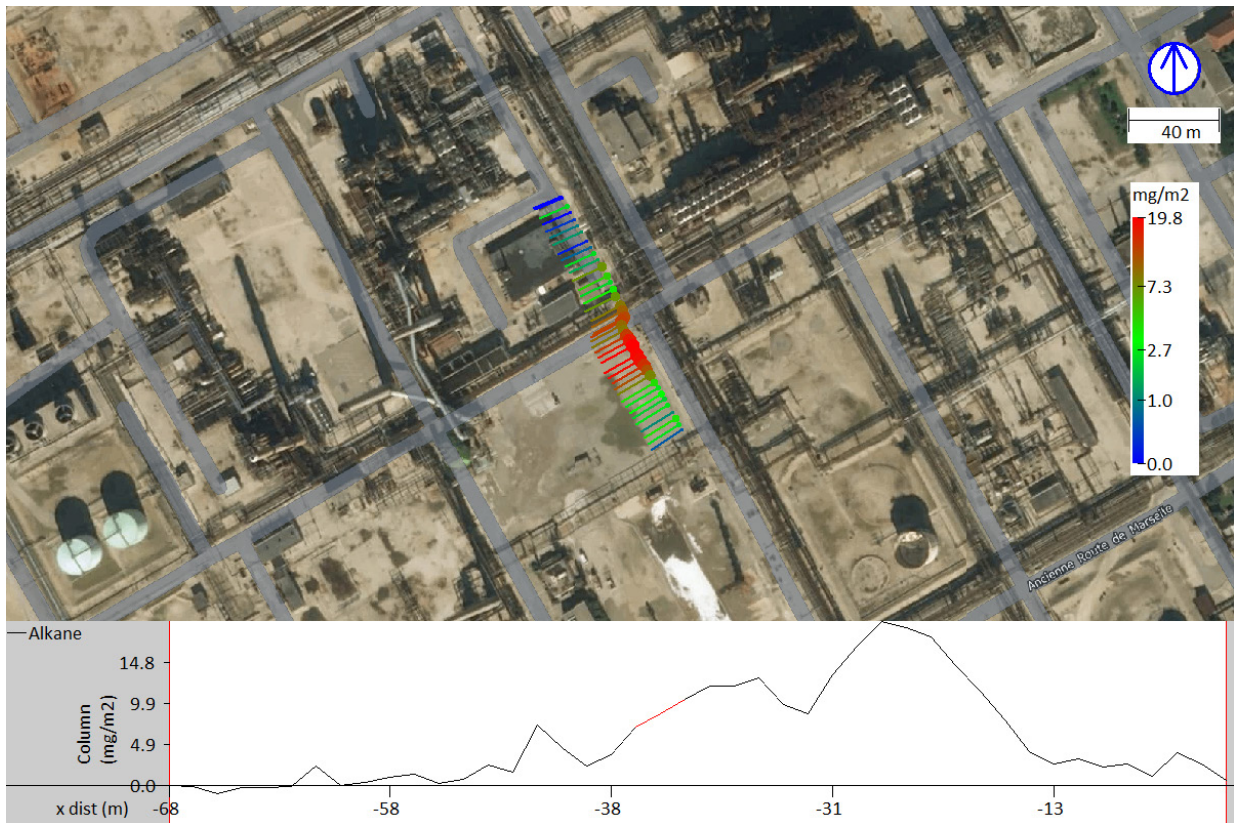 40 m
mg/m2
19.8
7.3
2.7
1.0
0.0
Ancienne Route de Marseille
Alkane
14.8
9.9
4.9
0.0
Column
(mg/m2)
x dist (m)
-68
-58
-38
-31
-13